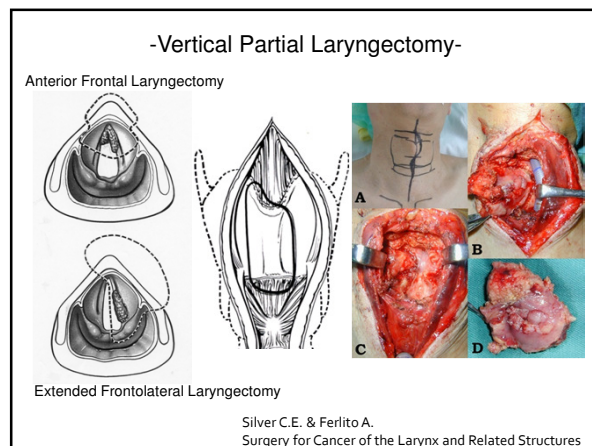 -Vertical Partial Laryngectomy-
Anterior Frontal Laryngectomy
A
B
C
D
Extended Frontolateral Laryngectomy
Silver C.E. & Ferlito A.
Surgery for Cancer of the Larynx and Related Structures